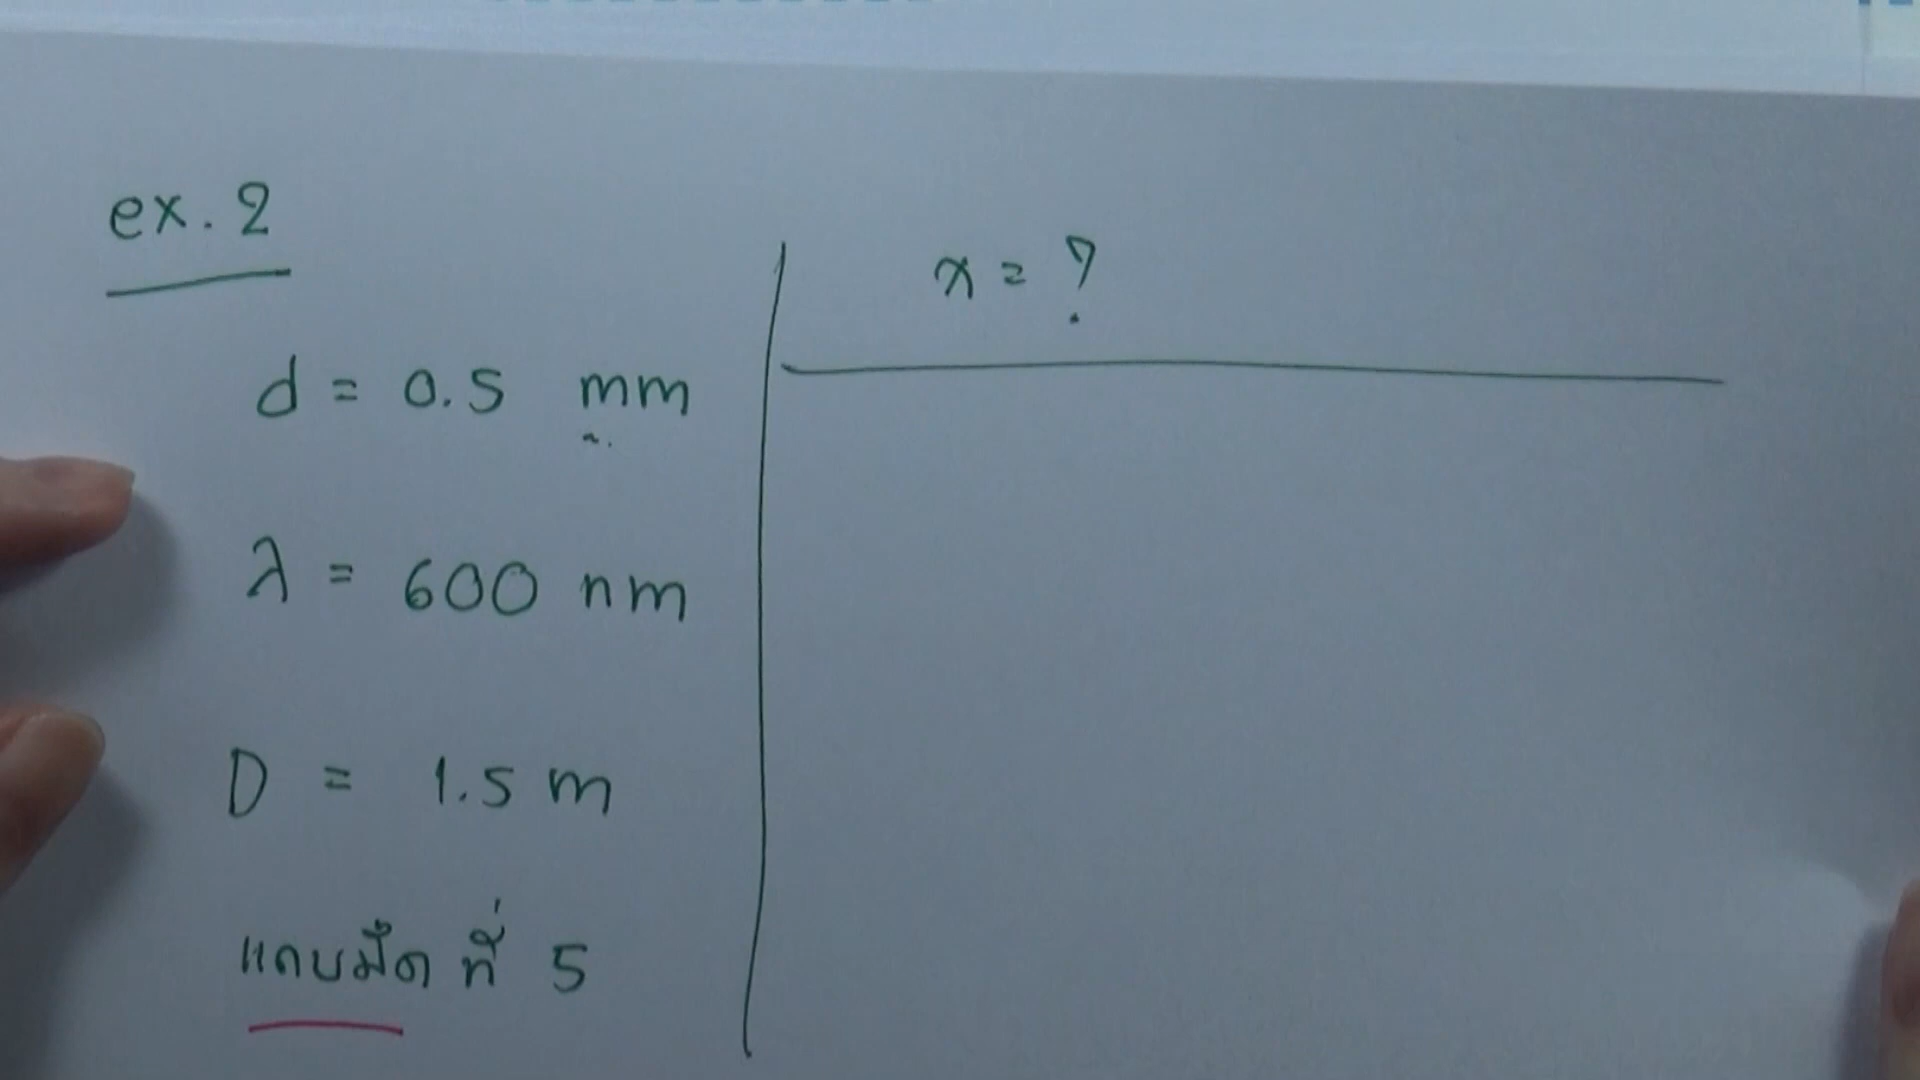 ex. 2
d = 0.5 mm
λ = 600 nm
D = 1.5 m
แถบมืด ที่ 5
x = ?